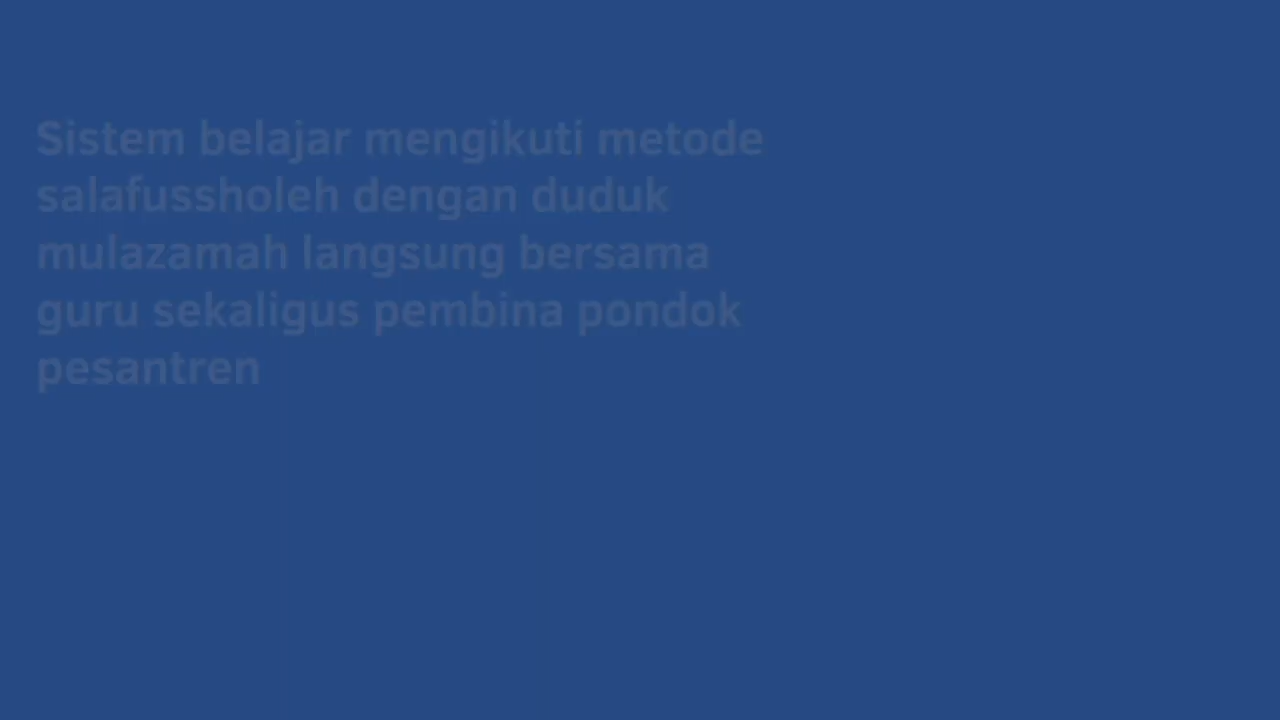 Sistem belajar mengikuti metode
salafussholeh dengan duduk
mulazamah langsung bersama
guru sekaligus pembina pondok
pesantren